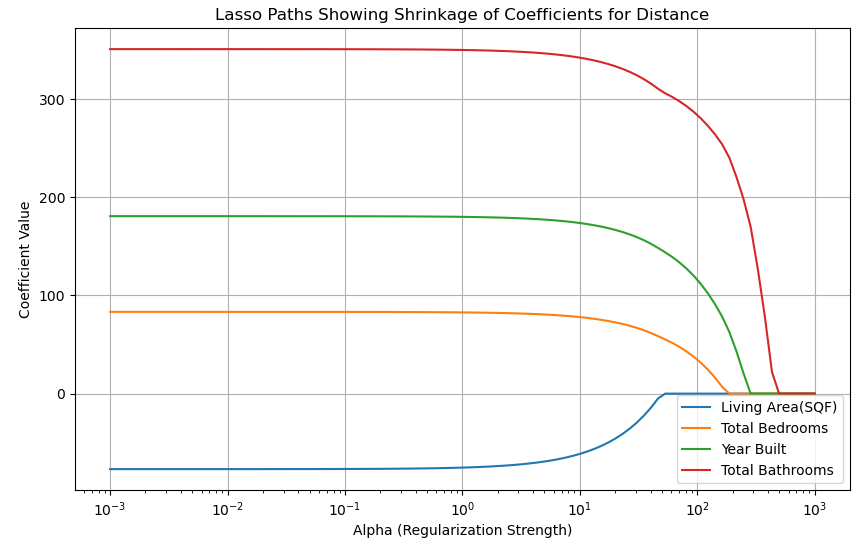 Lasso Paths Showing Shrinkage of Coefficients for Distance
Coefficient Value
300
200
100
0
Living Area(SQF)
Total Bedrooms
Year Built
Total Bathrooms
10⁻³ 10⁻² 10⁻¹ 10⁰ 10¹ 10² 10³
Alpha (Regularization Strength)